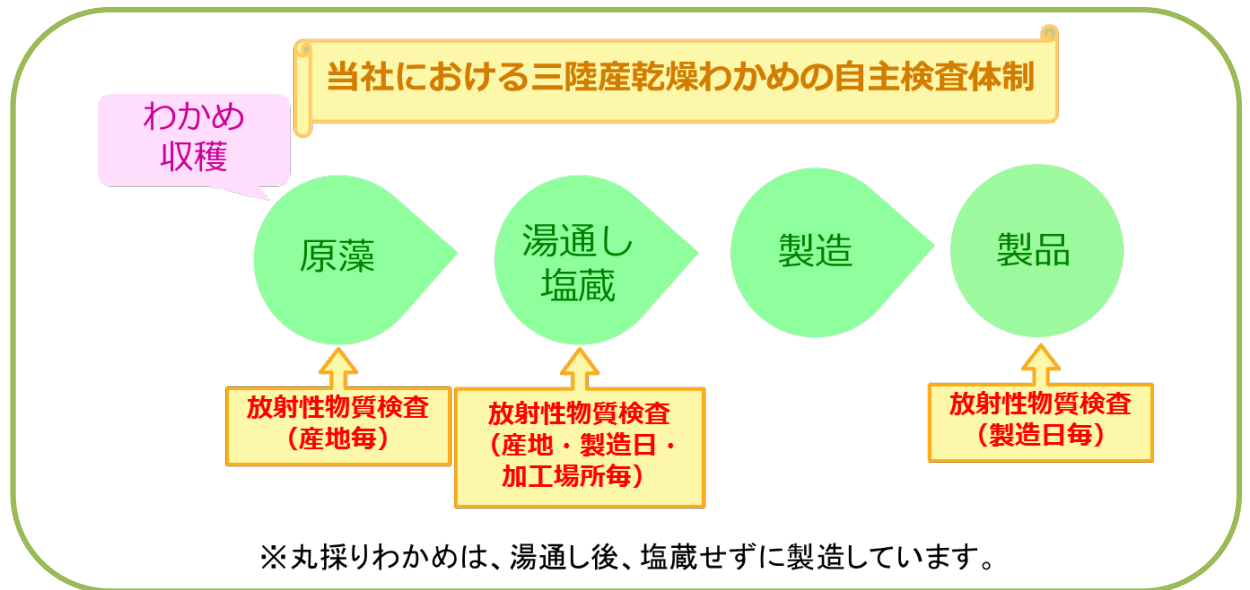 当社における三陸産乾燥わかめの自主検査体制
わかめ
収穫
原藻
湯通し
塩蔵
製造
製品
放射性物質検査
（産地毎）
放射性物質検査
（産地・製造日・
加工場所毎）
放射性物質検査
（製造日毎）
※丸採りわかめは、湯通し後、塩蔵せずに製造しています。